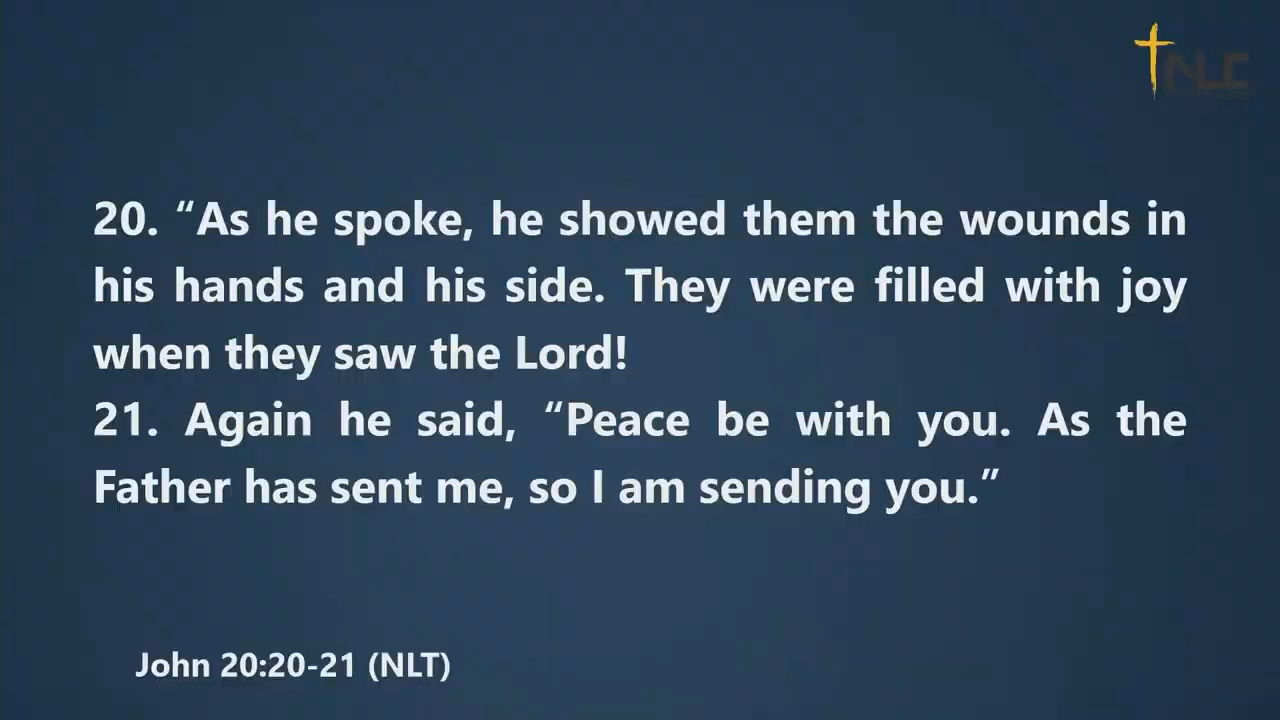 NLC
20. “As he spoke, he showed them the wounds in
his hands and his side. They were filled with joy
when they saw the Lord!
21. Again he said, “Peace be with you. As the
Father has sent me, so I am sending you.”
John 20:20-21 (NLT)